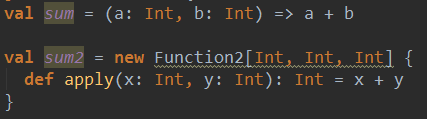 val sum = (a: Int, b: Int) => a + b
val sum2 = new Function2[Int, Int, Int] {
  def apply(x: Int, y: Int): Int = x + y
}